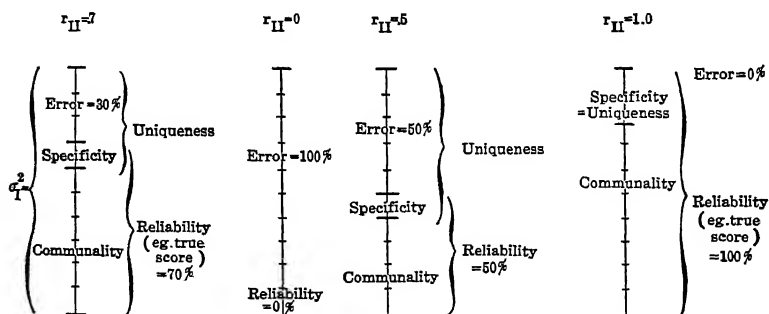 r_II=.7
r_II=0
r_II=.5
r_II=1.0
Error=30%
Uniqueness
Specificity
σ_I^2=
Communality
Reliability
(eg.true
score)
=70%
Error=100%
Reliability
=0%
Error=50%
Uniqueness
Specificity
Communality
Reliability
=50%
Error=0%
Specificity
=Uniqueness
Communality
Reliability
(eg.true
score)
=100%